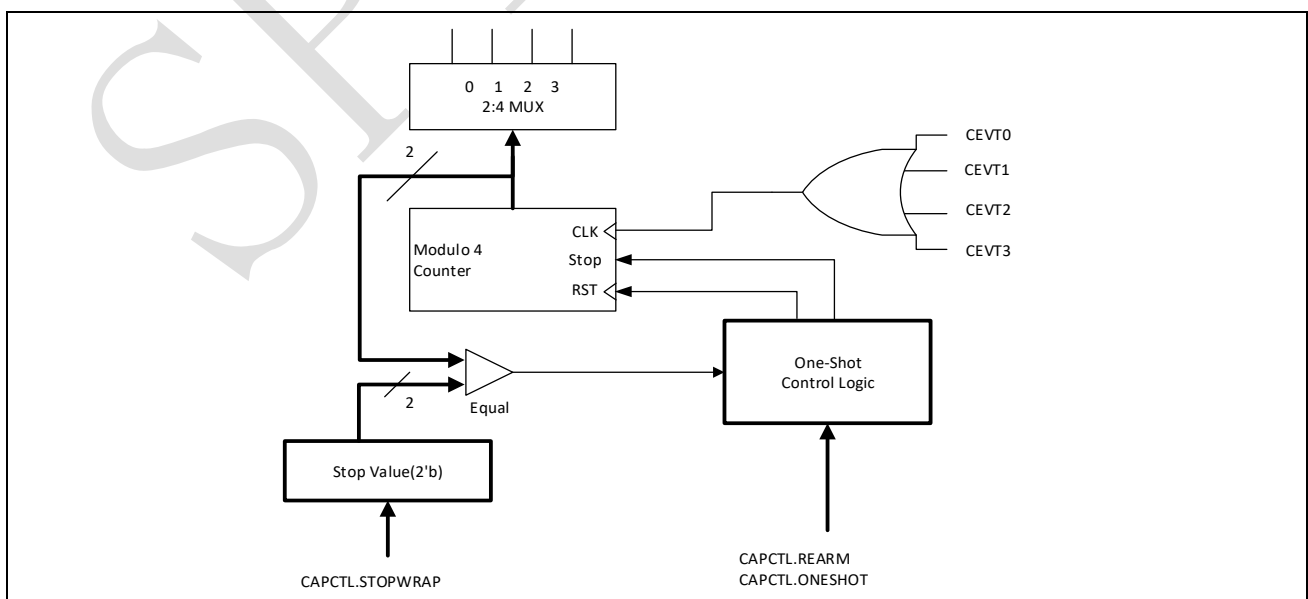 0 1 2 3
2:4 MUX
2
CEVT0
CEVT1
CEVT2
CEVT3
CLK
Modulo 4
Counter
Stop
RST
One-Shot
Control Logic
2
Equal
Stop Value(2'b)
CAPCTL.STOPWRAP
CAPCTL.REARM
CAPCTL.ONESHOT